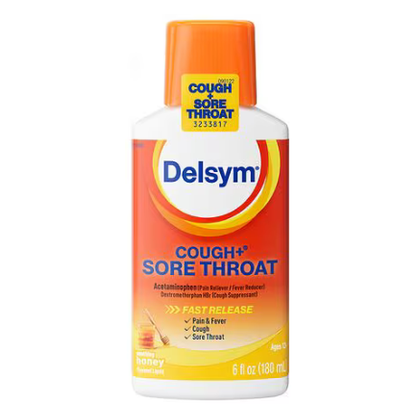 COUGH
+
SORE
THROAT
3233817
Delsym®
COUGH+®
SORE THROAT
Acetaminophen (Pain Reliever / Fever Reducer)
Dextromethorphan HBr (Cough Suppressant)
>>> FAST RELEASE
✓ Pain & Fever
✓ Cough
✓ Sore Throat
honey
Ages 12+
6 fl oz (180 mL)